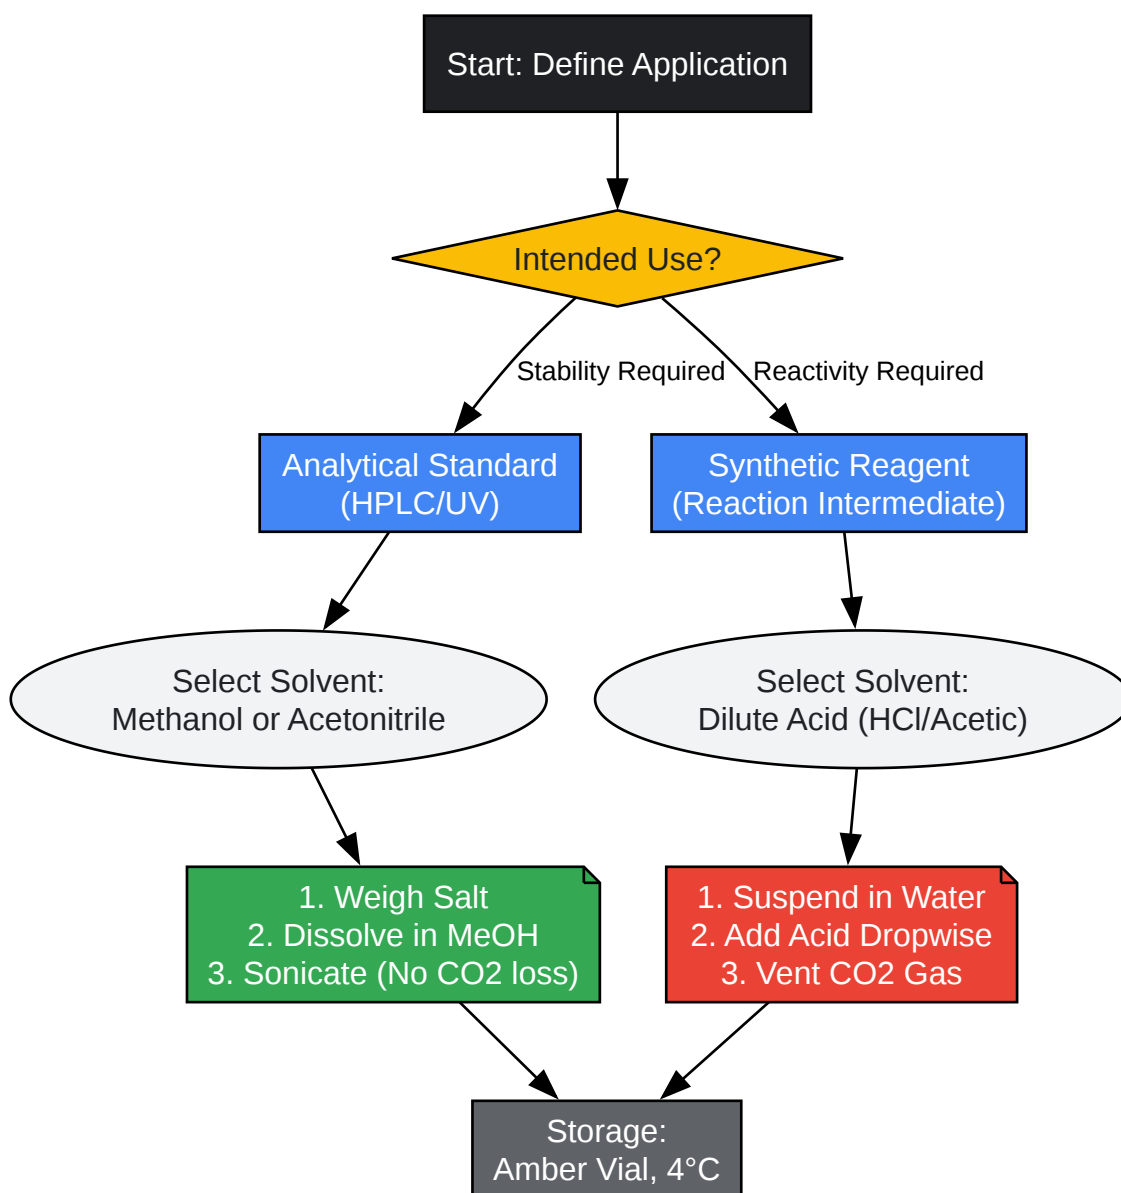 Start: Define Application
Intended Use?
Stability Required
Reactivity Required
Analytical Standard
(HPLC/UV)
Synthetic Reagent
(Reaction Intermediate)
Select Solvent:
Methanol or Acetonitrile
Select Solvent:
Dilute Acid (HCl/Acetic)
1. Weigh Salt
2. Dissolve in MeOH
3. Sonicate (No CO2 loss)
1. Suspend in Water
2. Add Acid Dropwise
3. Vent CO2 Gas
Storage:
Amber Vial, 4°C